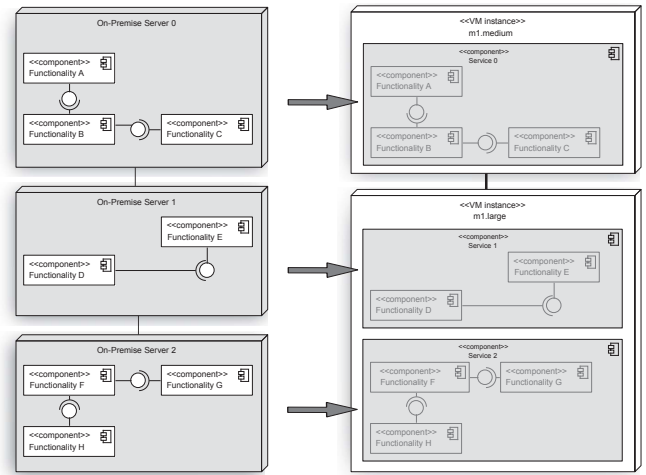 On-Premise Server 0
<<component>>
Functionality A
<<component>>
Functionality B
<<component>>
Functionality C
On-Premise Server 1
<<component>>
Functionality E
<<component>>
Functionality D
On-Premise Server 2
<<component>>
Functionality F
<<component>>
Functionality G
<<component>>
Functionality H
<<VM instance>>
m1.medium
<<component>>
Service 0
<<component>>
Functionality A
<<component>>
Functionality B
<<component>>
Functionality C
<<VM instance>>
m1.large
<<component>>
Service 1
<<component>>
Functionality E
<<component>>
Functionality D
<<component>>
Service 2
<<component>>
Functionality F
<<component>>
Functionality G
<<component>>
Functionality H